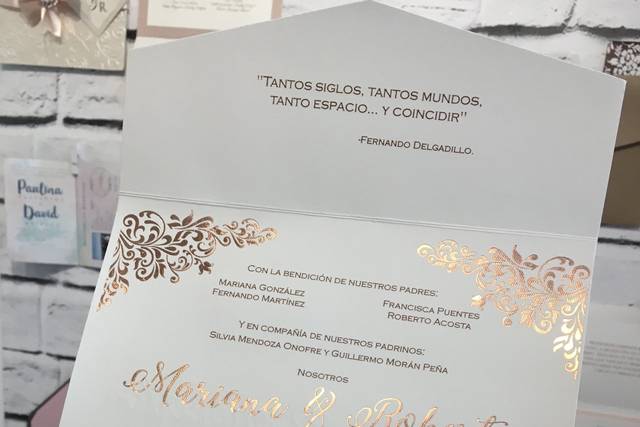 "Tantos siglos, tantos mundos,
tanto espacio... y coincidir"
-Fernando Delgadillo.
Con la bendición de nuestros padres:
Mariana González
Fernando Martínez
Francisca Puentes
Roberto Acosta
Y en compañía de nuestros padrinos:
Silvia Mendoza Onofre y Guillermo Morán Peña
Nosotros
Mariana &
Paulina
David